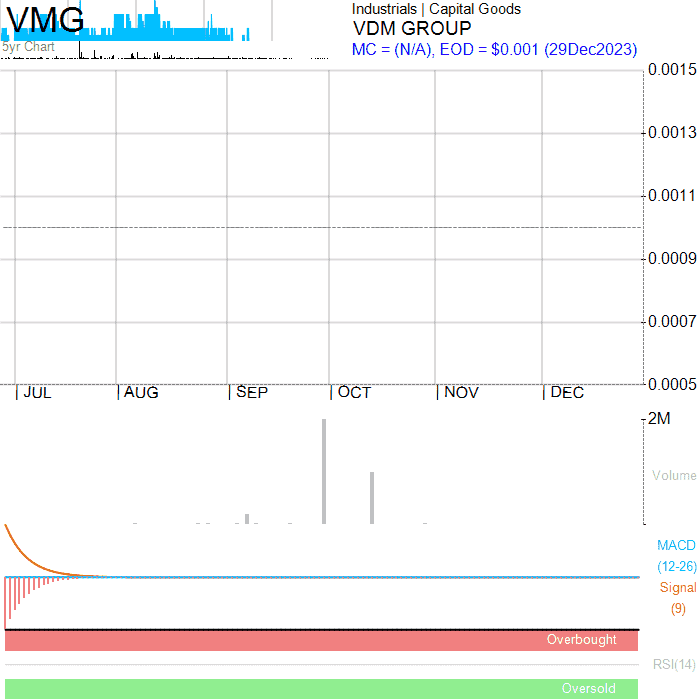 VMG
Industrials | Capital Goods
VDM GROUP
5yr Chart
MC = (N/A), EOD = $0.001 (29Dec2023)
0.0015
0.0013
0.0011
0.0009
0.0007
0.0005
JUL AUG SEP OCT NOV DEC
2M
Volume
MACD
(12-26)
Signal
(9)
Overbought
RSI(14)
Oversold